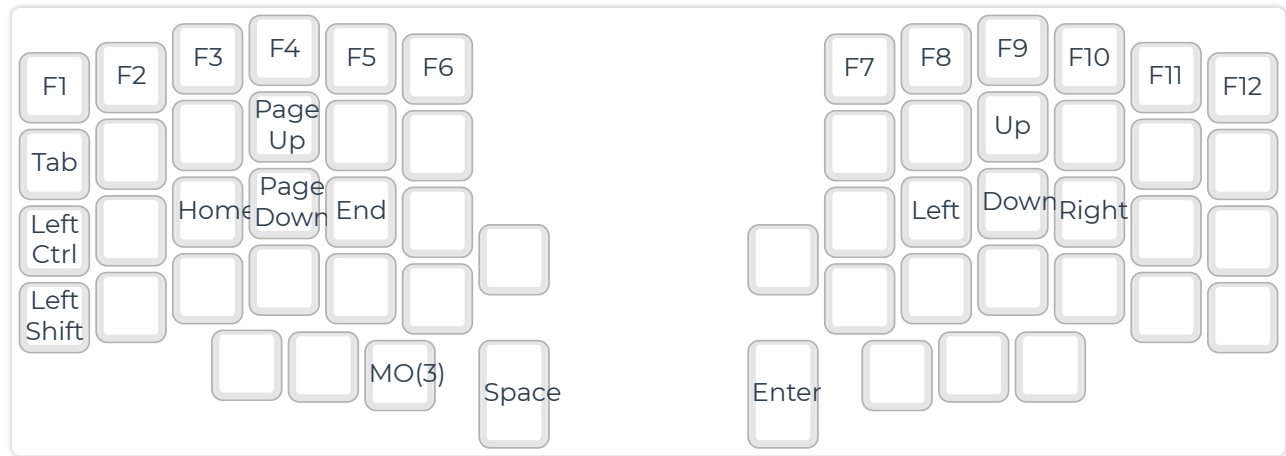 F1
F2
F3
F4
F5
F6
F7
F8
F9
F10
F11
F12
Tab
Page
Up
Up
Left
Ctrl
Home
Page
Down
End
Left
Down
Right
Left
Shift
MO(3)
Space
Enter